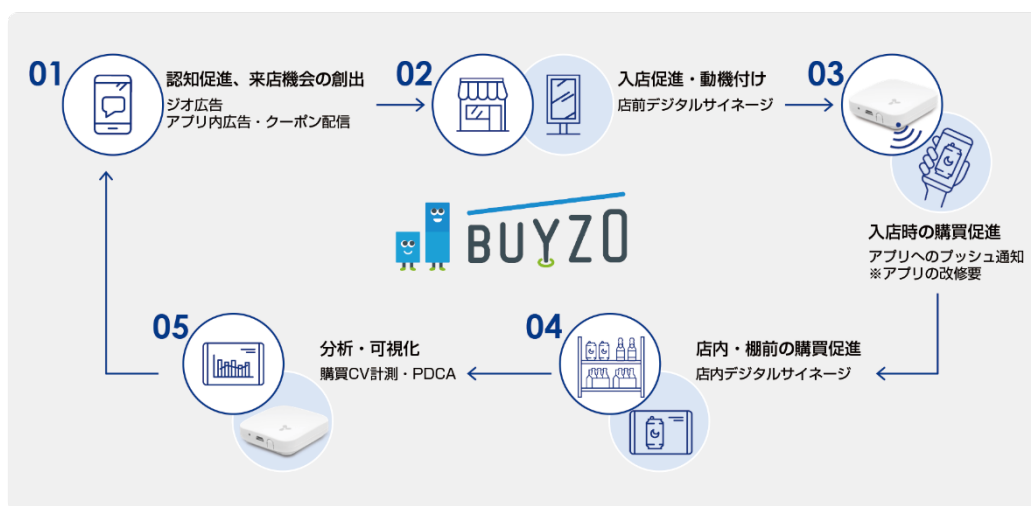 01
認知促進、来店機会の創出
ジオ広告
アプリ内広告・クーポン配信
02
入店促進・動機付け
店前デジタルサイネージ
03
入店時の購買促進
アプリへのプッシュ通知
※アプリの改修要
BUYZO
04
店内・棚前の購買促進
店内デジタルサイネージ
05
分析・可視化
購買CV計測・PDCA